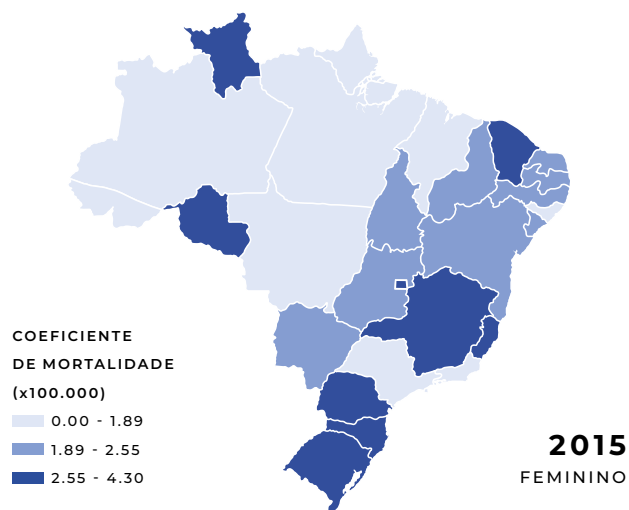 COEFICIENTE
DE MORTALIDADE
(x100.000)
0.00 - 1.89
1.89 - 2.55
2.55 - 4.30
2015
FEMININO